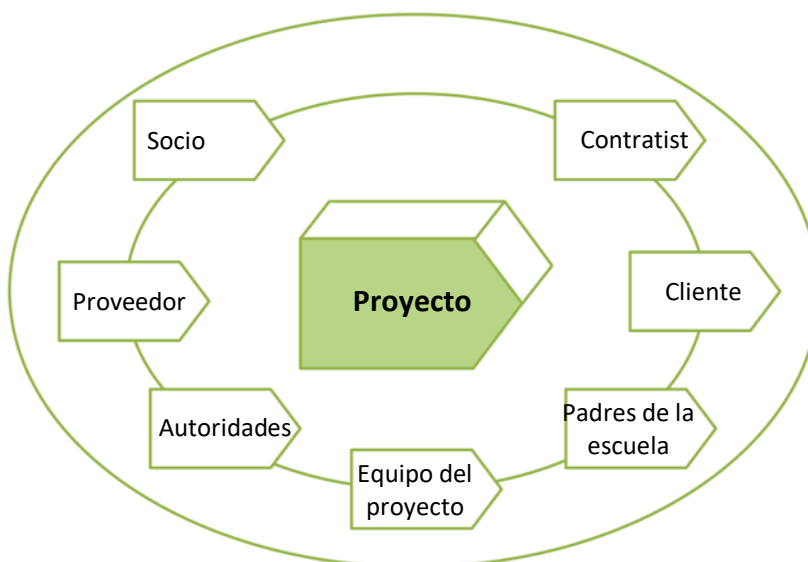 Socio
Contratist
Proveedor
Proyecto
Cliente
Autoridades
Padres de la
escuela
Equipo del
proyecto